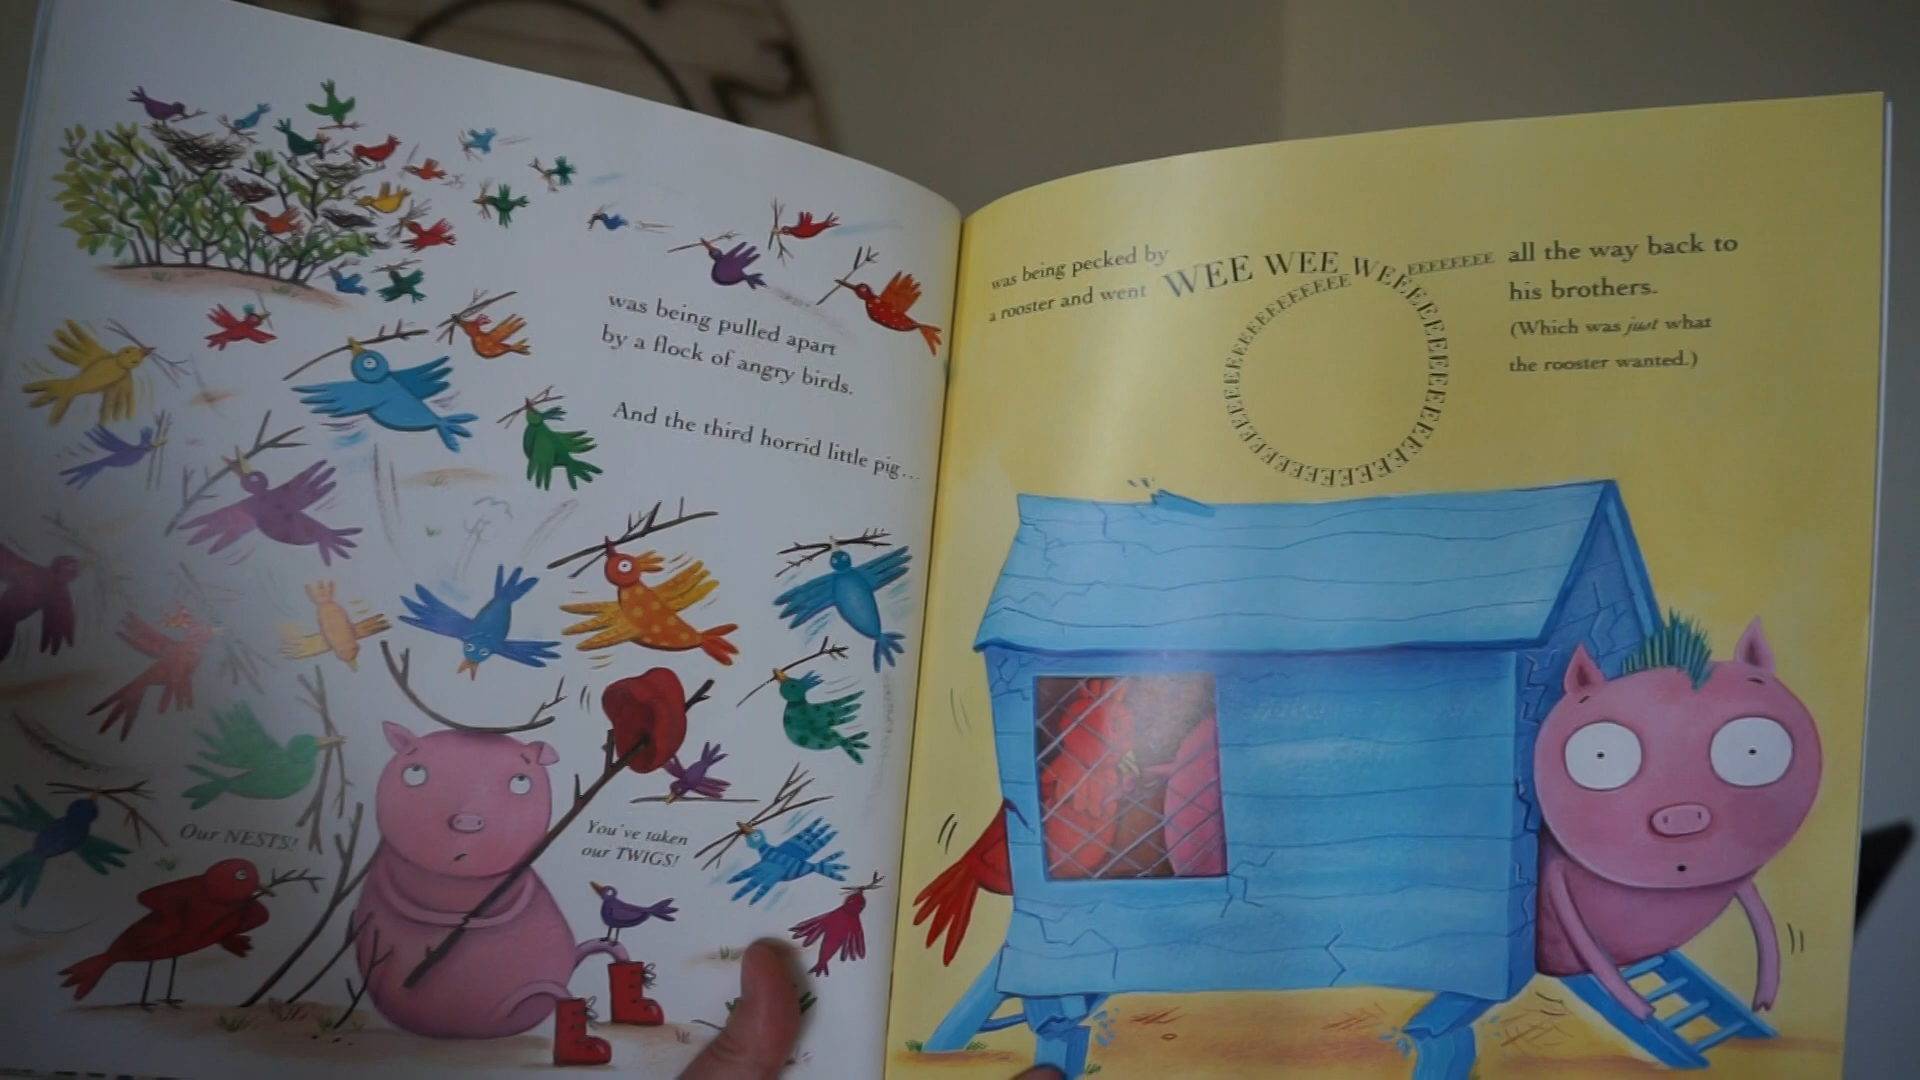 was being pulled apart
by a flock of angry birds.
And the third horrid little pig...
Our NESTS!
You've taken
our TWIGS!
was being pecked by
a rooster and went WEE WEE WEEEEEEEEEEEEEEEEEEEEEEEEEEEEEEEEEEEEEEEEEEEEEEEEEEEEEEEEEEE all the way back to
his brothers.
(Which was just what
the rooster wanted.)